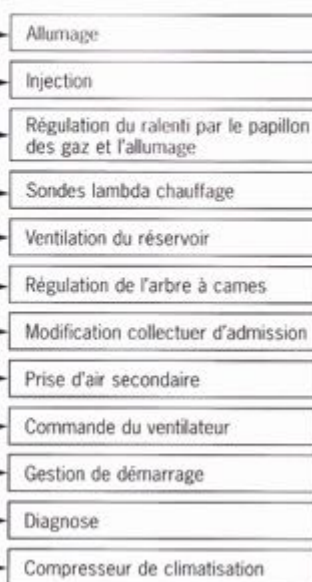 Allumage
Injection
Régulation du ralenti par le papillon
des gaz et l'allumage
Sondes lambda chauffage
Ventilation du réservoir
Régulation de l'arbre à cames
Modification collectuer d'admission
Prise d'air secondaire
Commande du ventilateur
Gestion de démarrage
Diagnose
Compresseur de climatisation